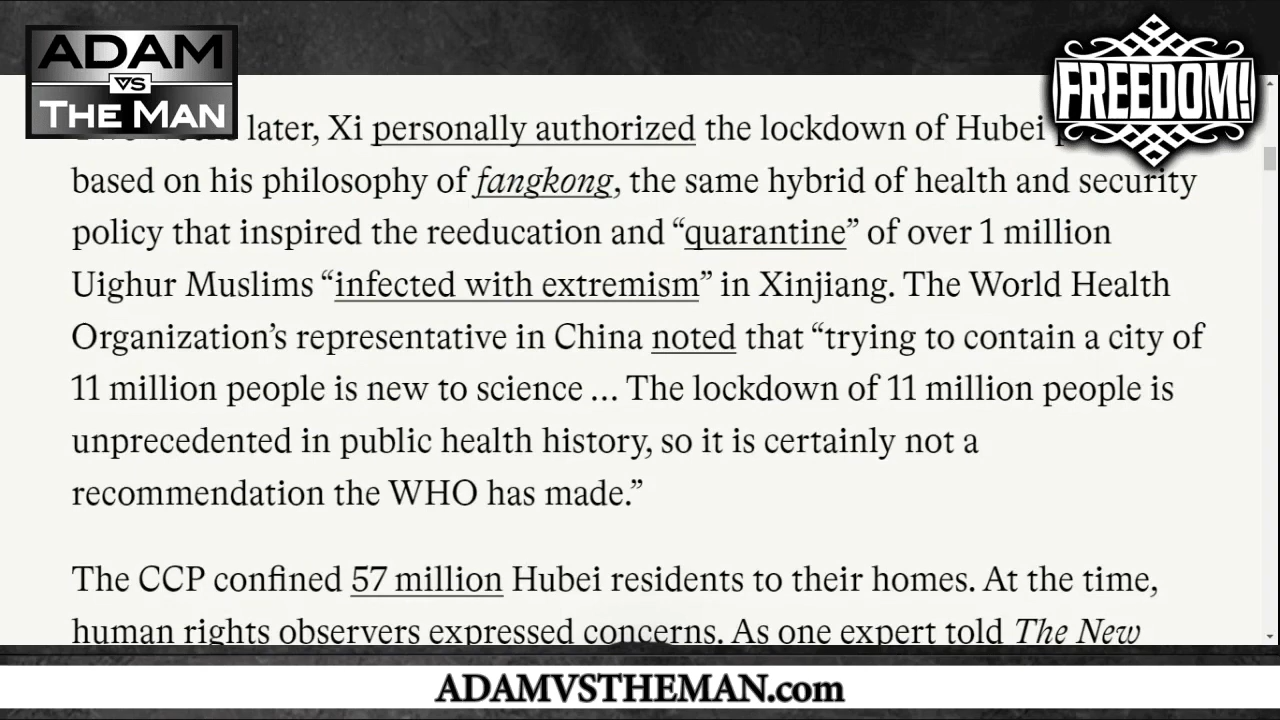 ADAM
VS
THE MAN
FREEDOM!
later, Xi personally authorized the lockdown of Hubei
based on his philosophy of fangkong, the same hybrid of health and security
policy that inspired the reeducation and “quarantine” of over 1 million
Uighur Muslims “infected with extremism” in Xinjiang. The World Health
Organization’s representative in China noted that “trying to contain a city of
11 million people is new to science … The lockdown of 11 million people is
unprecedented in public health history, so it is certainly not a
recommendation the WHO has made.”
The CCP confined 57 million Hubei residents to their homes. At the time,
human rights observers expressed concerns. As one expert told The New
ADAMVSTHEMAN.com